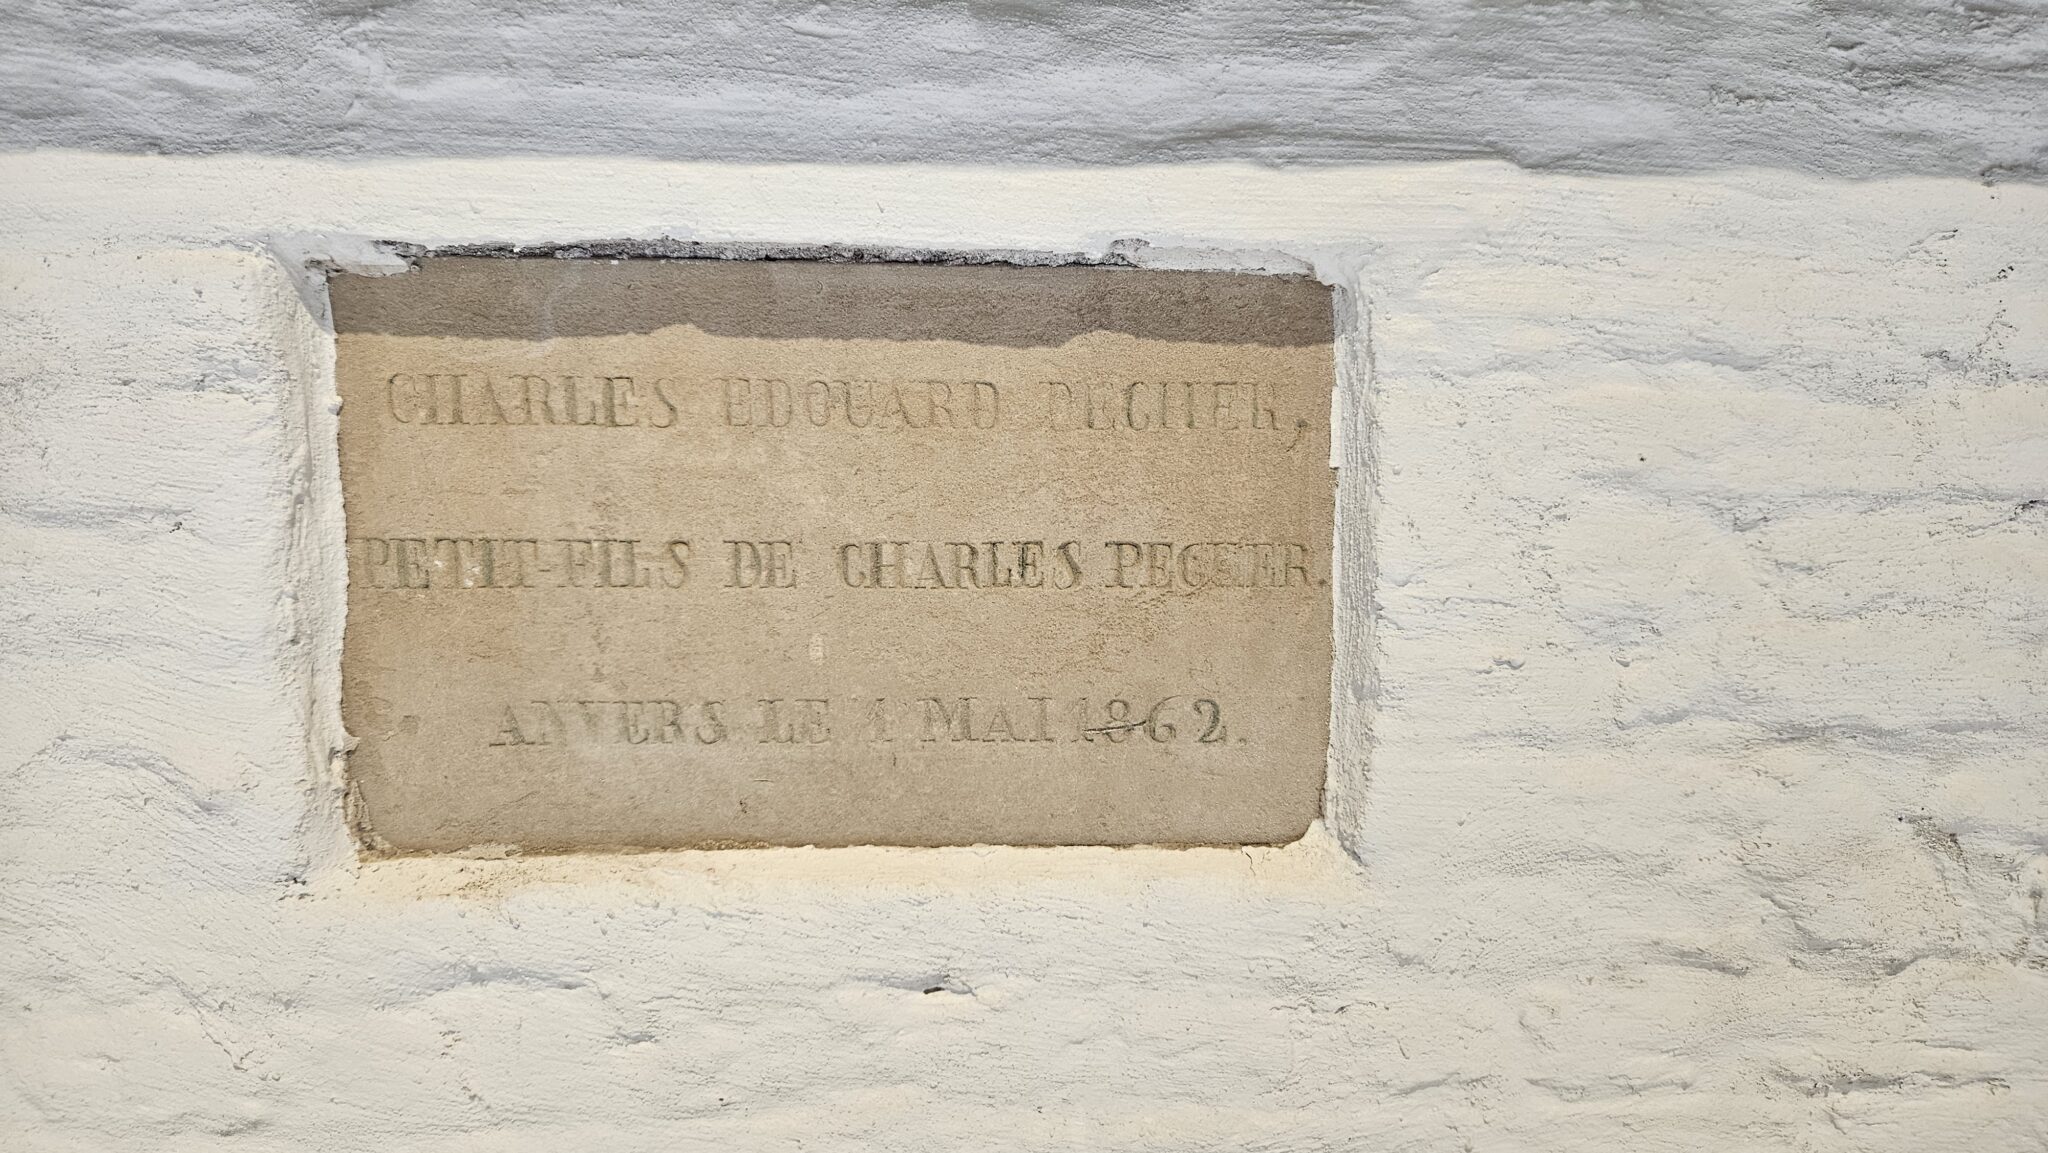 CHARLES EDOUARD PECHER,
PETIT-FILS DE CHARLES PECHER.
ANVERS LE 1 MAI 1862.